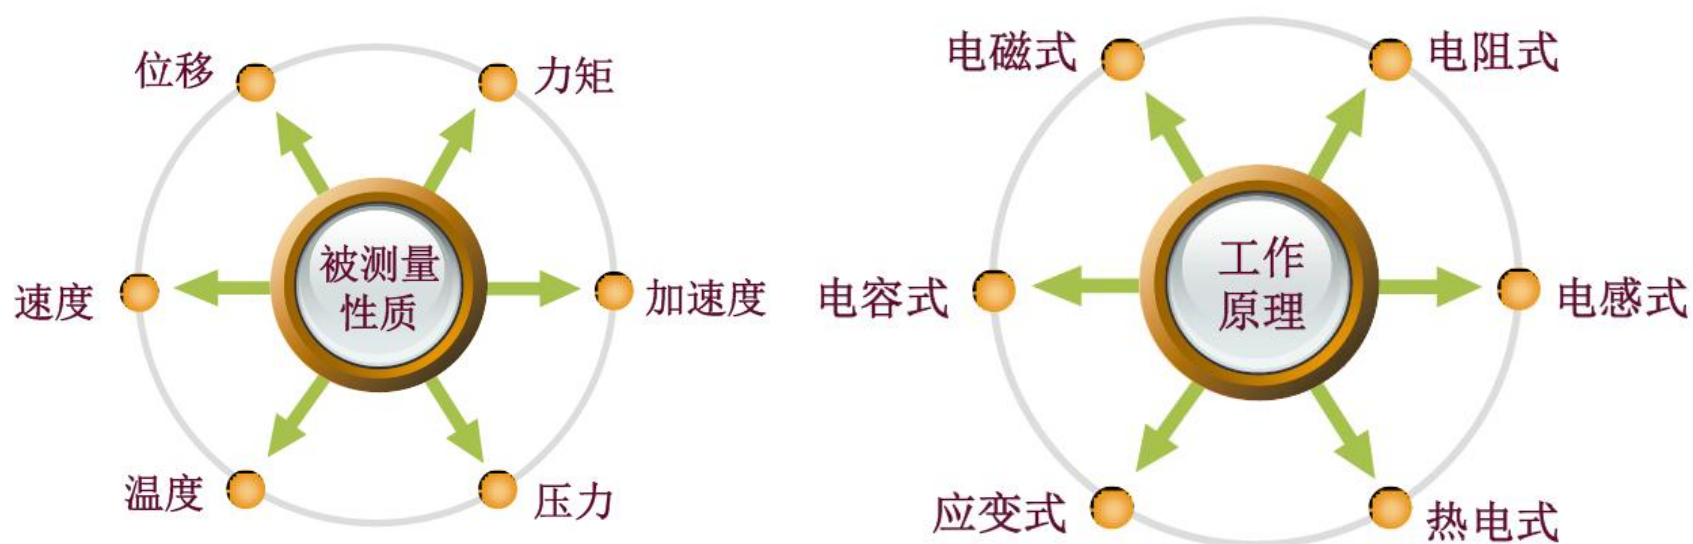 位移
力矩
速度
被测量
性质
加速度
温度
压力
电磁式
电阻式
电容式
工作
原理
电感式
应变式
热电式